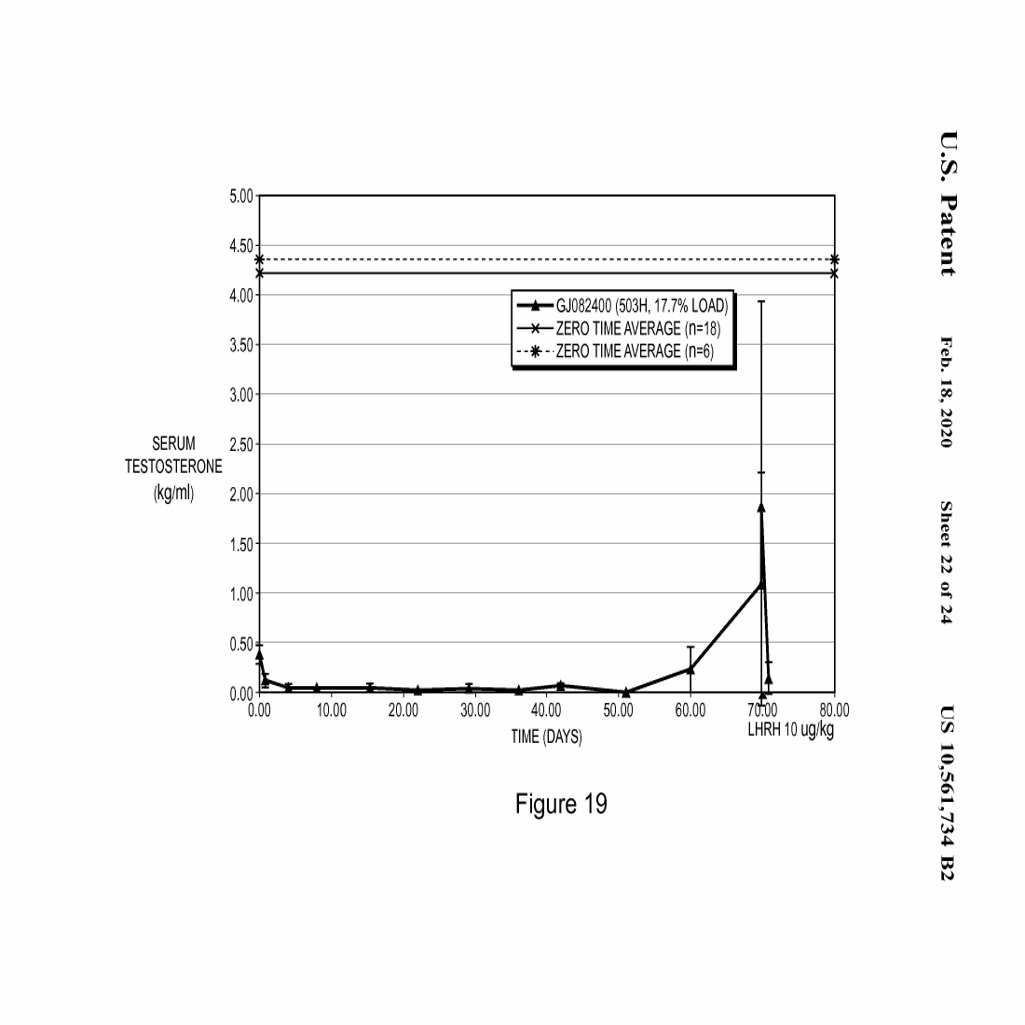 U.S. Patent Feb. 18, 2020 Sheet 22 of 24 US 10,561,734 B2
5.00
4.50
4.00
3.50
3.00
2.50
2.00
1.50
1.00
0.50
0.00
SERUM
TESTOSTERONE
(kg/ml)
GJ082400 (503H, 17.7% LOAD)
ZERO TIME AVERAGE (n=18)
ZERO TIME AVERAGE (n=6)
0.00 10.00 20.00 30.00 40.00 50.00 60.00 70.00 80.00
TIME (DAYS)
LHRH 10 ug/kg
Figure 19